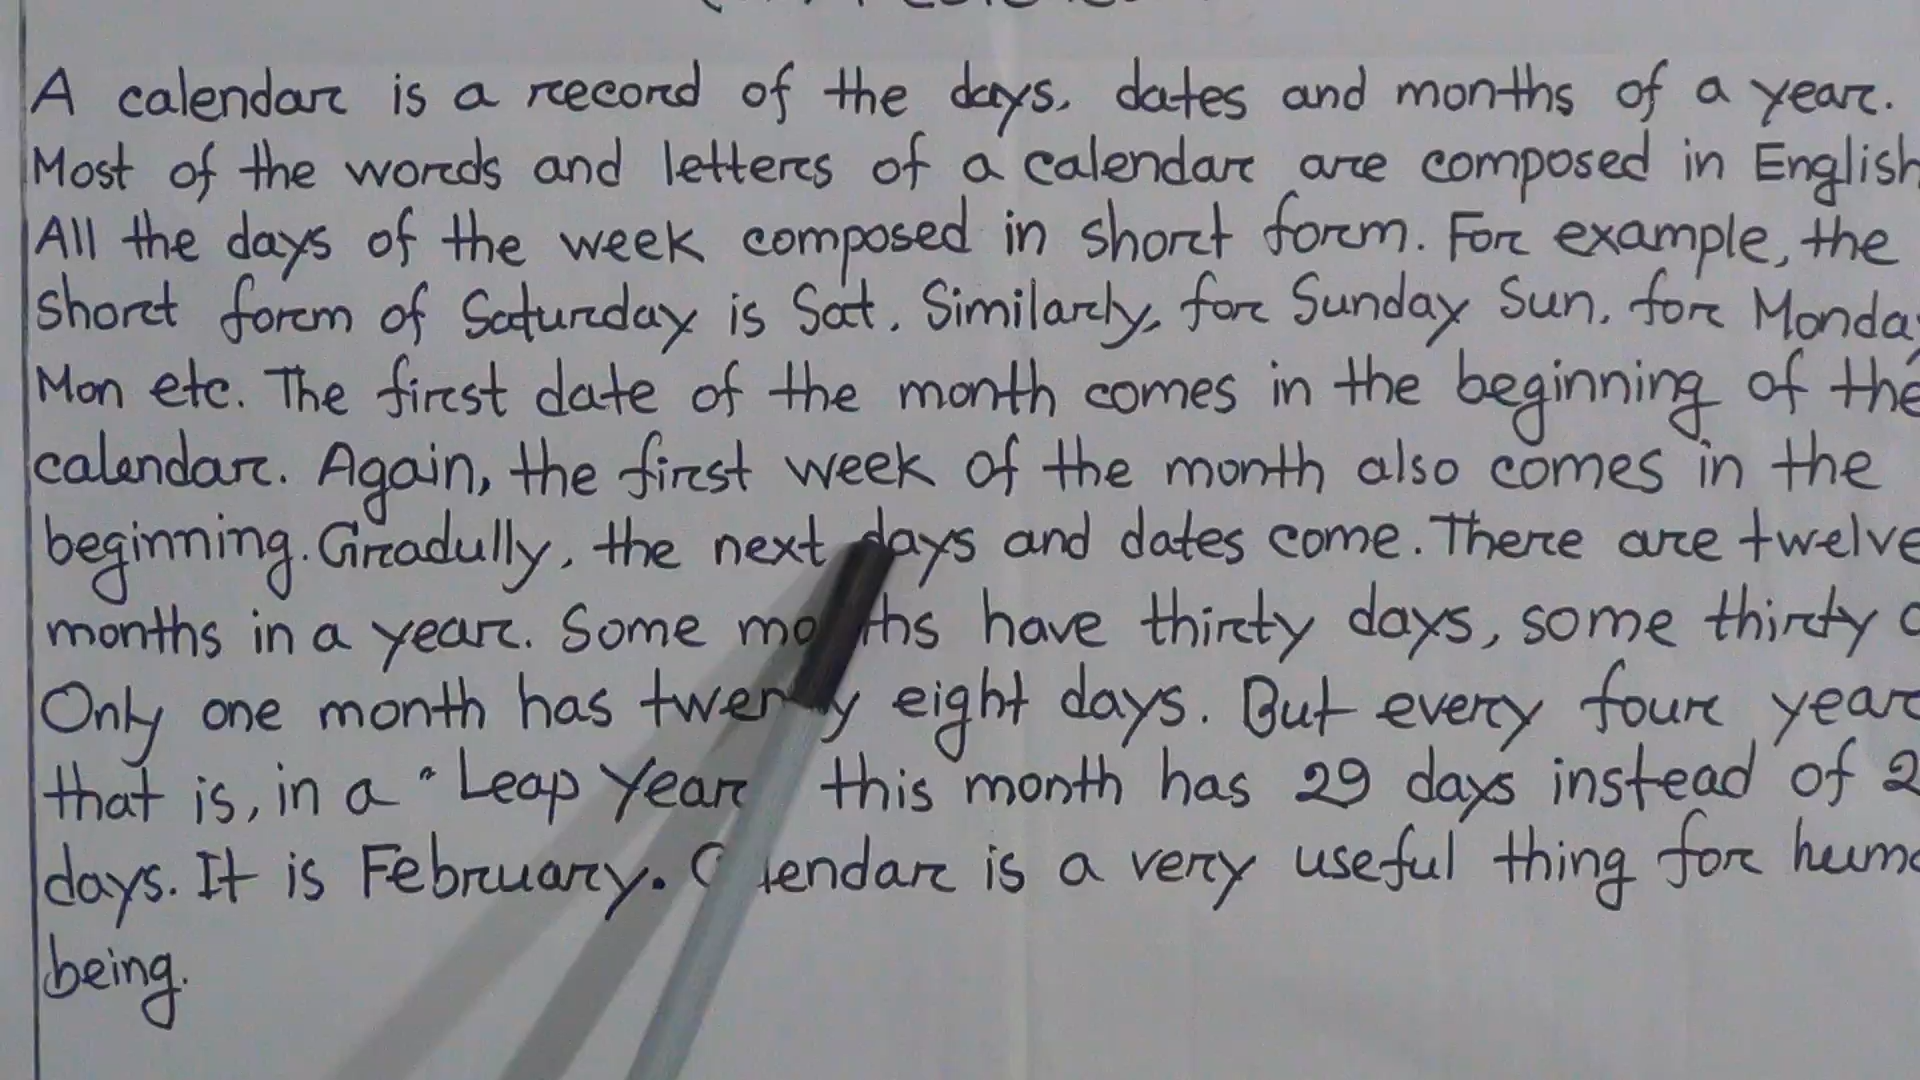 A calendar is a record of the days, dates and months of a year.
Most of the words and letters of a calendar are composed in English
All the days of the week composed in short form. For example, the
short form of Saturday is Sat. Similarly, for Sunday Sun, for Monday
Mon etc. The first date of the month comes in the beginning of the
calendar. Again, the first week of the month also comes in the
beginning. Gradully, the next days and dates come. There are twelve
months in a year. Some months have thirty days, some thirty
Only one month has twenty eight days. But every four year
that is, in a "Leap Year this month has 29 days instead of
days. It is February. Calendar is a very useful thing for
being.